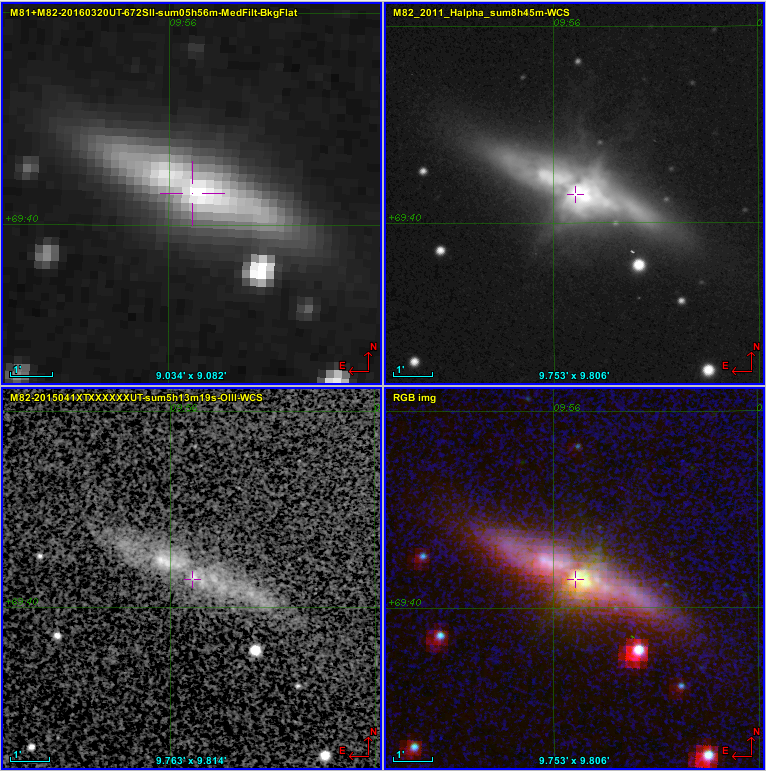 M81+M82-20160320UT-672SII-sum05h56m-MedFilt-BkgFlat
09:56
+69:40
1'
9.034' x 9.082'
N
E
M82_2011_Halpha_sum8h45m-WCS
09:56
+69:40
1'
9.753' x 9.806'
N
E
M82-2015041XTXXXXXXUT-sum5h13m19s-OIII-WCS
1'
9.763' x 9.814'
N
E
RGB img
09:56
+69:40
1'
9.753' x 9.806'
N
E